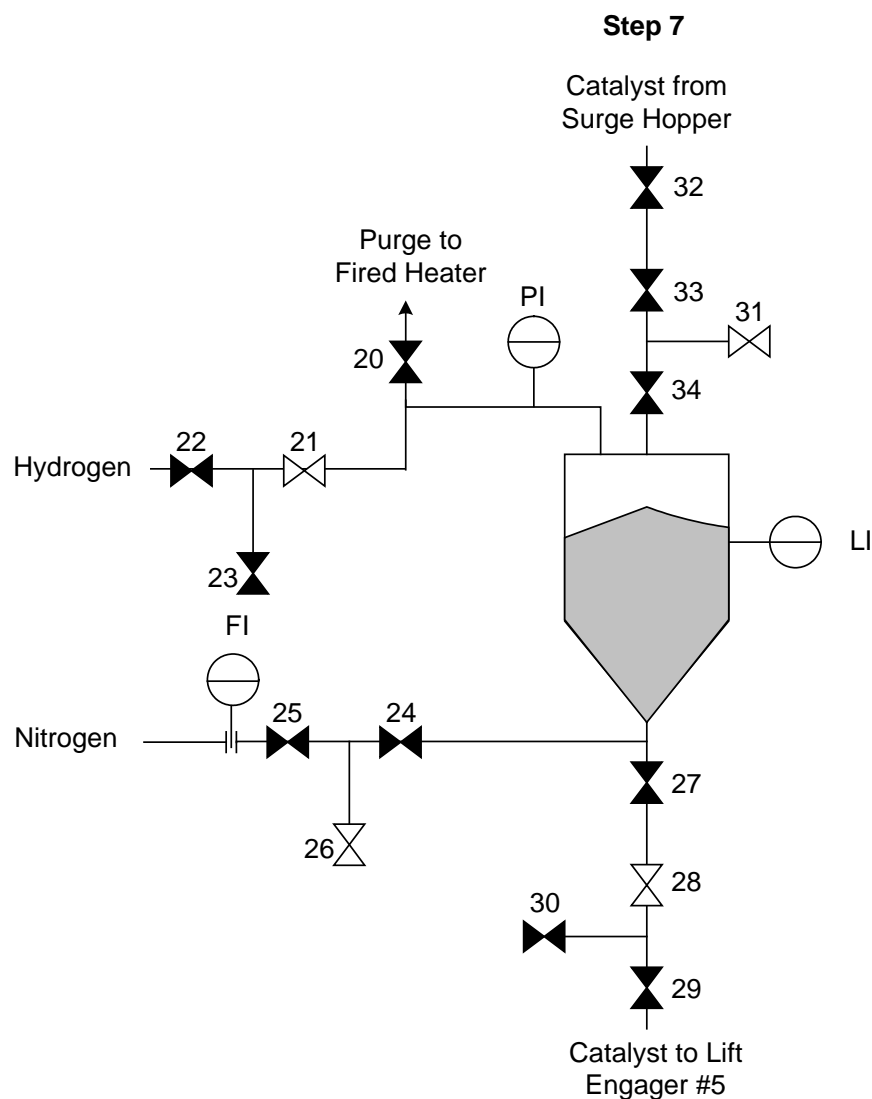 Step 7
Catalyst from
Surge Hopper
32
Purge to
Fired Heater
PI
33
31
20
34
22
21
Hydrogen
LI
23
FI
25
24
Nitrogen
27
26
28
30
29
Catalyst to Lift
Engager #5